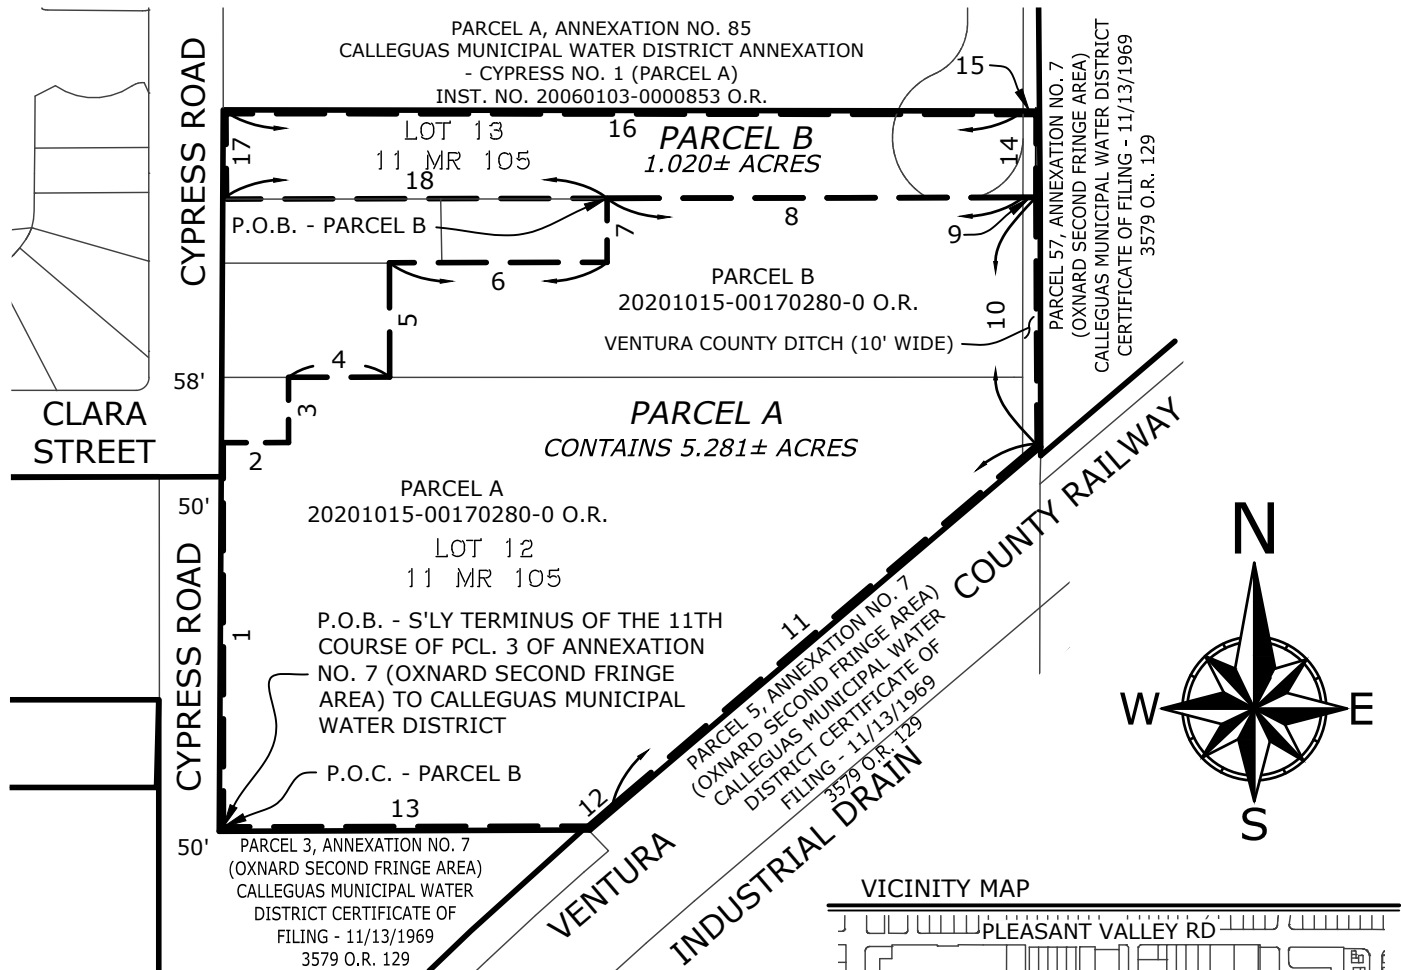 PARCEL A, ANNEXATION NO. 85
CALLEGUAS MUNICIPAL WATER DISTRICT ANNEXATION
- CYPRESS NO. 1 (PARCEL A)
INST. NO. 20060103-0000853 O.R.
15
CYPRESS ROAD
PARCEL 57, ANNEXATION NO. 7
(OXNARD SECOND FRINGE AREA)
CALLEGUAS MUNICIPAL WATER DISTRICT
CERTIFICATE OF FILING - 11/13/1969
3579 O.R. 129
17
LOT 13
11 MR 105
16
PARCEL B
1.020± ACRES
14
18
P.O.B. - PARCEL B
7
8
9
6
PARCEL B
20201015-00170280-0 O.R.
5
10
VENTURA COUNTY DITCH (10' WIDE)
4
58'
3
CLARA
STREET
2
PARCEL A
CONTAINS 5.281± ACRES
PARCEL A
20201015-00170280-0 O.R.
50'
LOT 12
11 MR 105
COUNTY RAILWAY
N
CYPRESS ROAD
1
P.O.B. - S'LY TERMINUS OF THE 11TH
COURSE OF PCL. 3 OF ANNEXATION
NO. 7 (OXNARD SECOND FRINGE
AREA) TO CALLEGUAS MUNICIPAL
WATER DISTRICT
11
PARCEL 5, ANNEXATION NO. 7
(OXNARD SECOND FRINGE AREA)
CALLEGUAS MUNICIPAL WATER
DISTRICT CERTIFICATE OF
FILING - 11/13/1969
3579 O.R. 129
W
E
S
P.O.C. - PARCEL B
13
12
50'
PARCEL 3, ANNEXATION NO. 7
(OXNARD SECOND FRINGE AREA)
CALLEGUAS MUNICIPAL WATER
DISTRICT CERTIFICATE OF
FILING - 11/13/1969
3579 O.R. 129
VENTURA
INDUSTRIAL DRAIN
VICINITY MAP
PLEASANT VALLEY RD